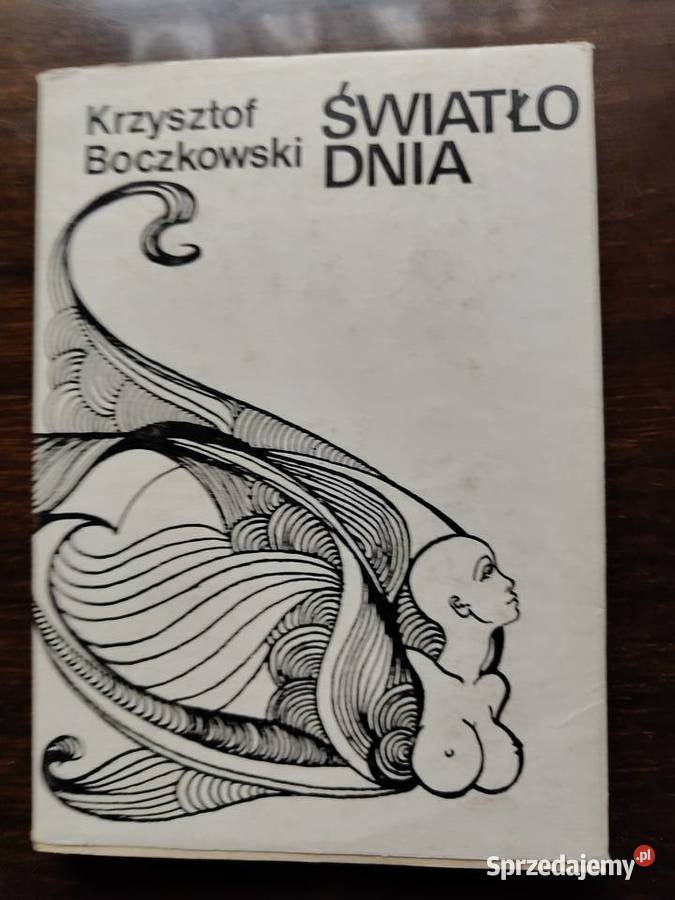 Krzysztof
Boczkowski
ŚWIATŁO
DNIA
Sprzedajemy.pl